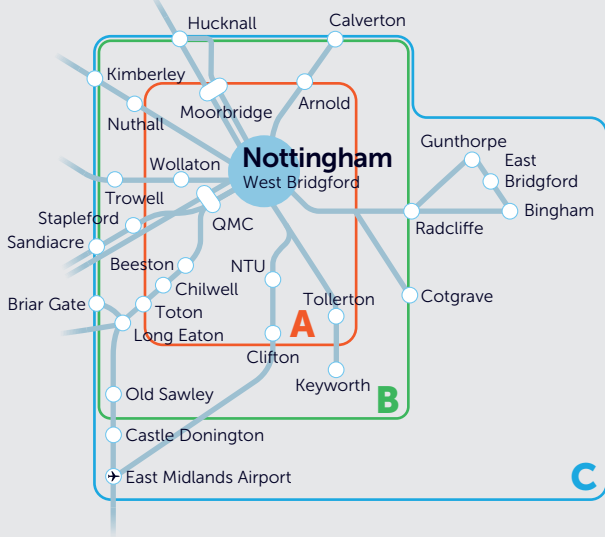 Hucknall
Calverton
Kimberley
Moorbridge
Arnold
Nuthall
Gunthorpe
Nottingham
West Bridgford
East
Bridgford
Wollaton
Trowell
Bingham
Stapleford
QMC
Radcliffe
Sandiacre
Beeston
NTU
Chilwell
Cotgrave
Briar Gate
Toton
Tollerton
A
Long Eaton
Clifton
Keyworth
Old Sawley
B
Castle Donington
East Midlands Airport
C